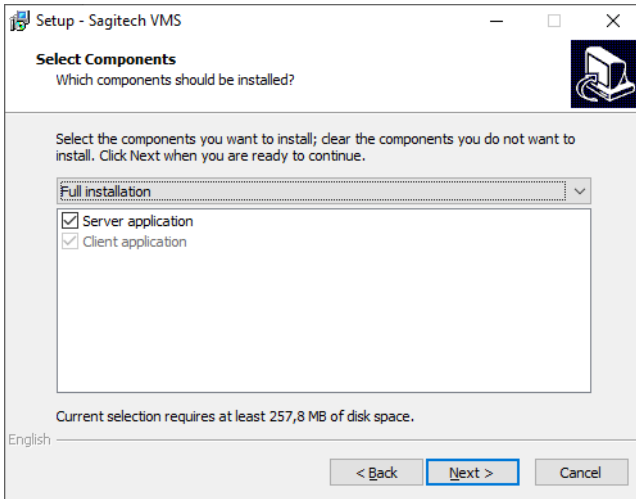 Setup - Sagitech VMS
Select Components
Which components should be installed?
Select the components you want to install; clear the components you do not want to
install. Click Next when you are ready to continue.
Full installation
Server application
Client application
Current selection requires at least 257,8 MB of disk space.
English
< Back
Next >
Cancel